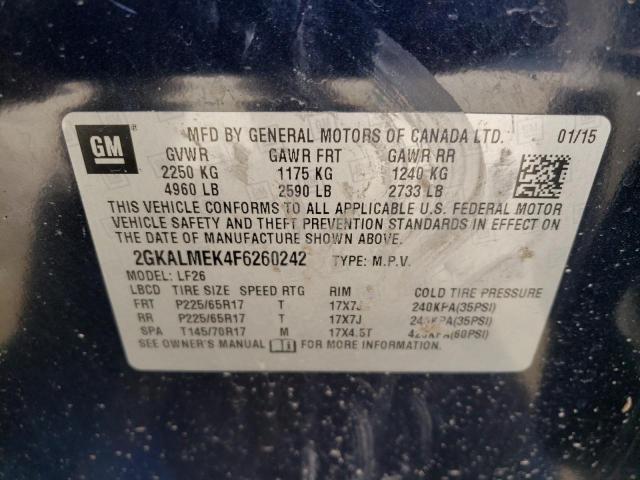 GM
MFD BY GENERAL MOTORS OF CANADA LTD. 01/15
GVWR GAWR FRT GAWR RR
2250 KG 1175 KG 1240 KG
4960 LB 2590 LB 2733 LB
THIS VEHICLE CONFORMS TO ALL APPLICABLE U.S. FEDERAL MOTOR
VEHICLE SAFETY AND THEFT PREVENTION STANDARDS IN EFFECT ON
THE DATE OF MANUFACTURE SHOWN ABOVE.
2GKALMEK4F6260242 TYPE: M.P.V.
MODEL: LF26
LBCD TIRE SIZE SPEED RTG RIM COLD TIRE PRESSURE
FRT P225/65R17 T 17X7J 240KPA(35PSI)
RR P225/65R17 T 17X7J 240KPA(35PSI)
SPA T145/70R17 M 17X4.5T 420KPA(60PSI)
SEE OWNER'S MANUAL FOR MORE INFORMATION.